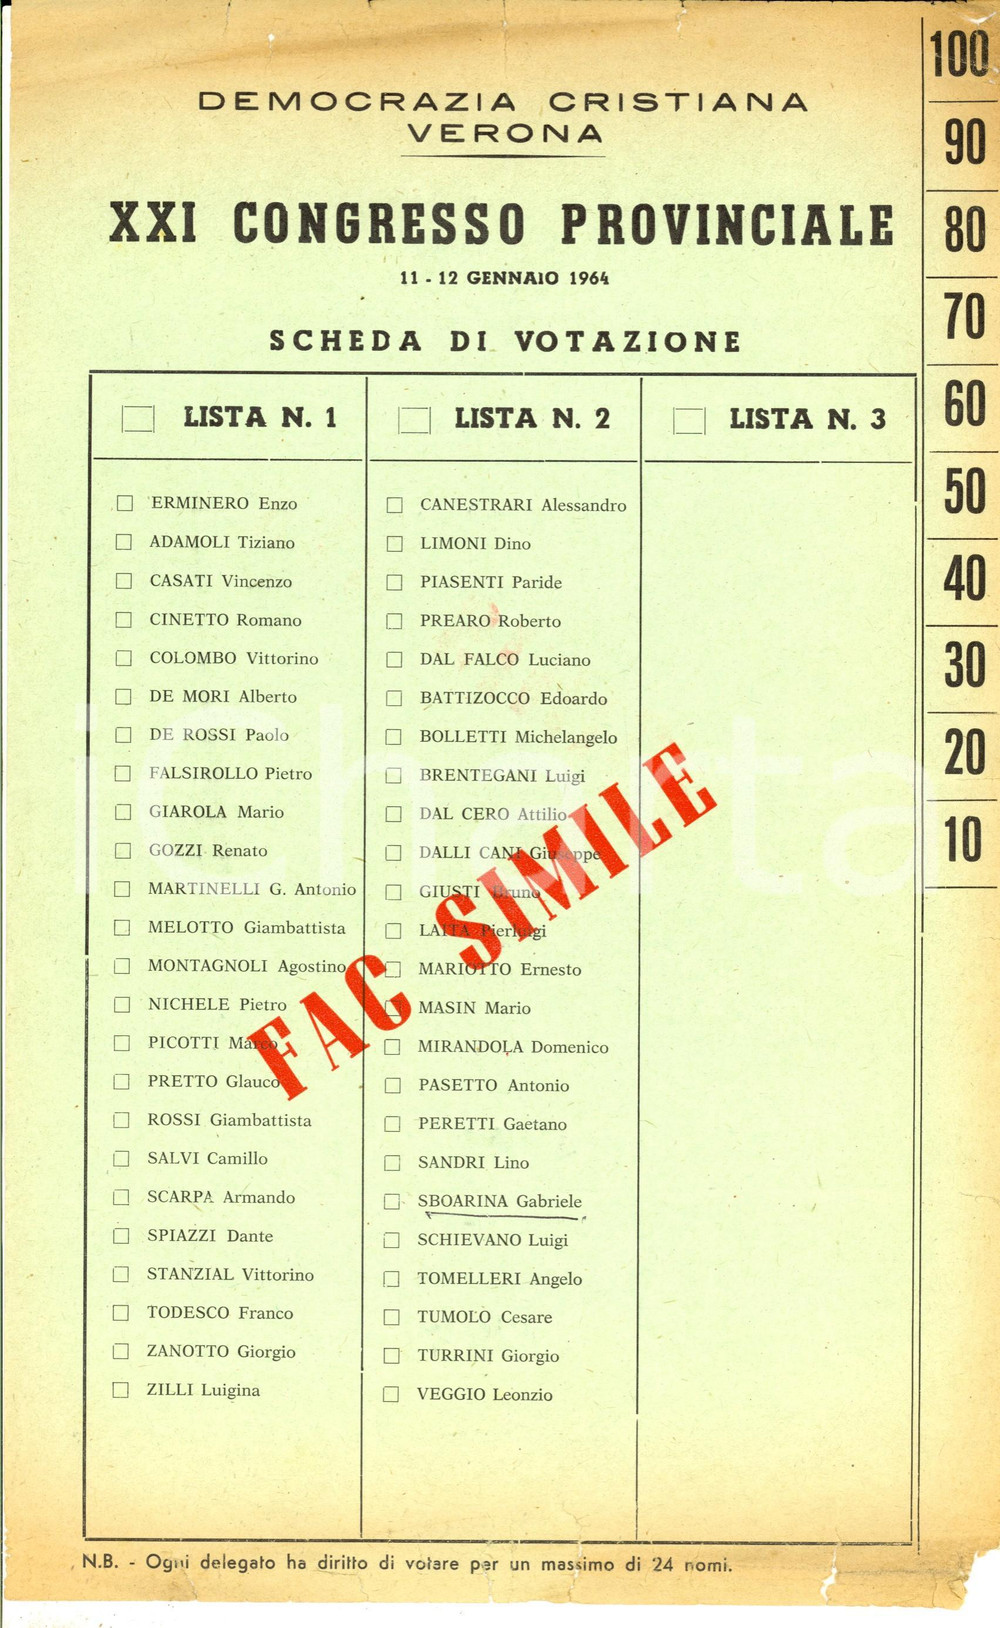 DEMOCRAZIA CRISTIANA
VERONA
XXI CONGRESSO PROVINCIALE
11 - 12 GENNAIO 1964
SCHEDA DI VOTAZIONE
LISTA N. 1
ERMINERO Enzo
ADAMOLI Tiziano
CASATI Vincenzo
CINETTO Romano
COLOMBO Vittorino
DE MORI Alberto
DE ROSSI Paolo
FALSIROLLO Pietro
GIAROLA Mario
GOZZI Renato
MARTINELLI G. Antonio
MELOTTO Giambattista
MONTAGNOLI Agostino
NICHELE Pietro
PICOTTI Marco
PRETTO Glauco
ROSSI Giambattista
SALVI Camillo
SCARPA Armando
SPIAZZI Dante
STANZIAL Vittorino
TODESCO Franco
ZANOTTO Giorgio
ZILLI Luigina
LISTA N. 2
CANESTRARI Alessandro
LIMONI Dino
PIASENTI Paride
PREARO Roberto
DAL FALCO Luciano
BATTIZOCCO Edoardo
BOLLETTI Michelangelo
BRENTEGANI Luigi
DAL CERO Attilio
DALLI CANI Giuseppe
GIUSTI Bruno
LAITA Pierluigi
MARIOTTO Ernesto
MASIN Mario
MIRANDOLA Domenico
PASETTO Antonio
PERETTI Gaetano
SANDRI Lino
SBOARINA Gabriele
SCHIEVANO Luigi
TOMELLERI Angelo
TUMOLO Cesare
TURRINI Giorgio
VEGGIO Leonzio
LISTA N. 3
FAC SIMILE
N.B. - Ogni delegato ha diritto di votare per un massimo di 24 nomi.
100
90
80
70
60
50
40
30
20
10